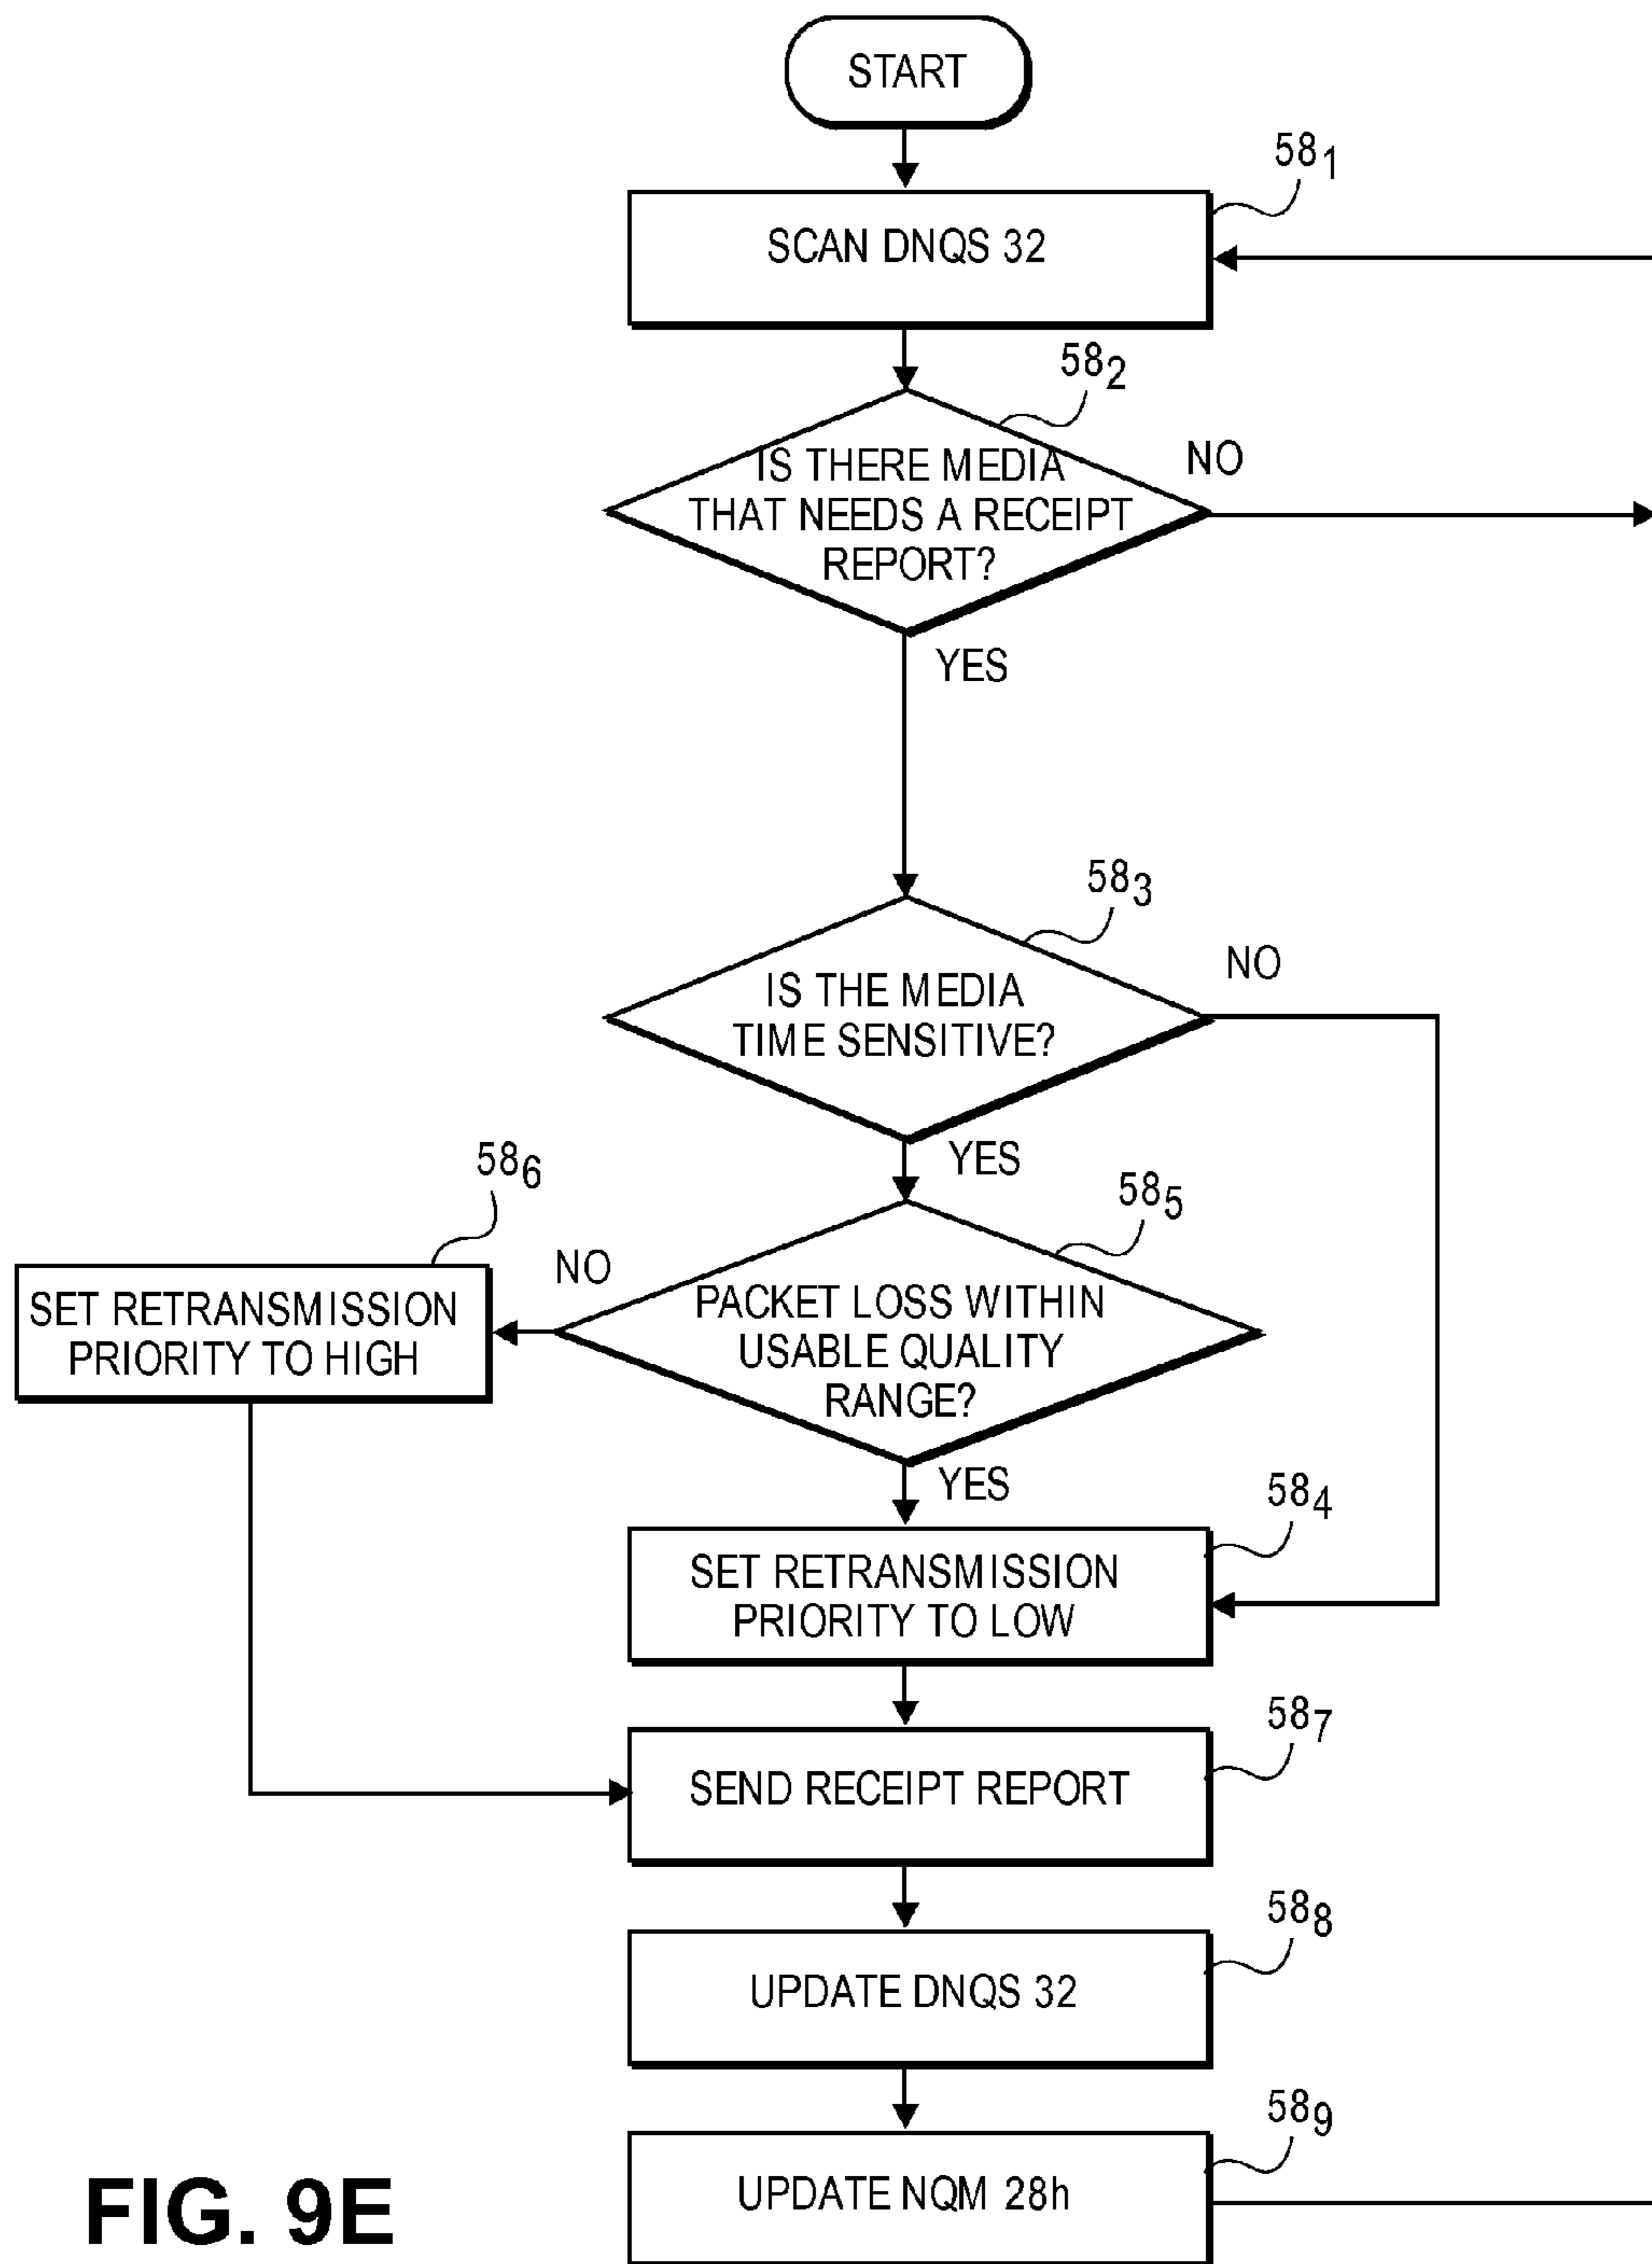 START
58₁
SCAN DNQS 32
58₂
IS THERE MEDIA
THAT NEEDS A RECEIPT
REPORT?
NO
YES
58₃
IS THE MEDIA
TIME SENSITIVE?
NO
YES
58₆
58₅
SET RETRANSMISSION
PRIORITY TO HIGH
NO
PACKET LOSS WITHIN
USABLE QUALITY
RANGE?
YES
58₄
SET RETRANSMISSION
PRIORITY TO LOW
58₇
SEND RECEIPT REPORT
58₈
UPDATE DNQS 32
58₉
UPDATE NQM 28h
FIG. 9E